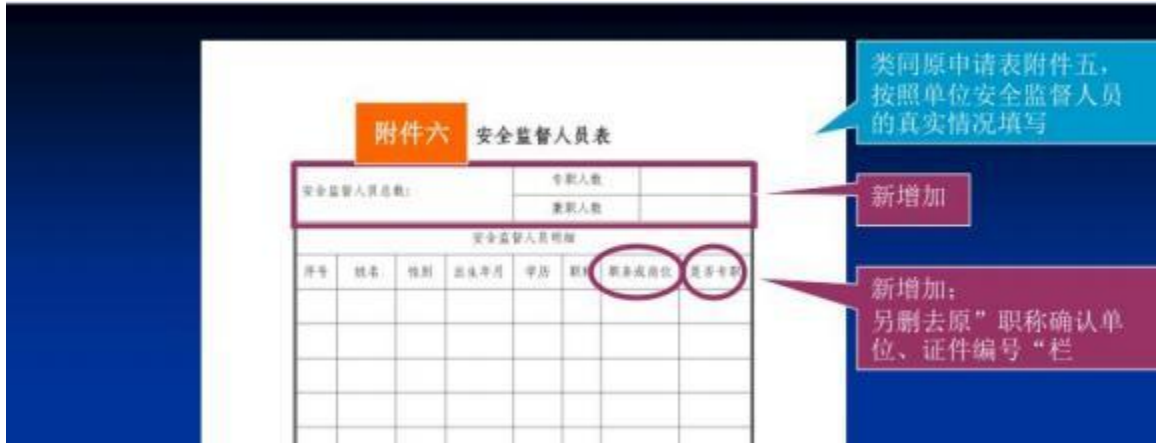 类同原申请表附件五，
按照单位安全监督人员
的真实情况填写
附件六 安全监督人员表
安全监督人员总数：
专职人数
兼职人数
新增加
安全监督人员明细
序号 姓名 性别 出生年月 学历 职称 职务或岗位 是否专职
新增加；
另删去原”职称确认单
位、证件编号“栏